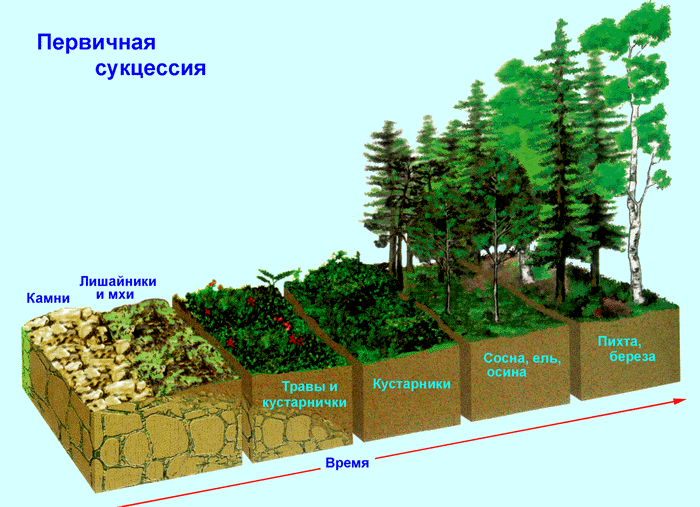 Первичная
сукцессия
Лишайники
и мхи
Камни
Травы и
кустарнички
Кустарники
Сосна, ель,
осина
Пихта,
береза
Время